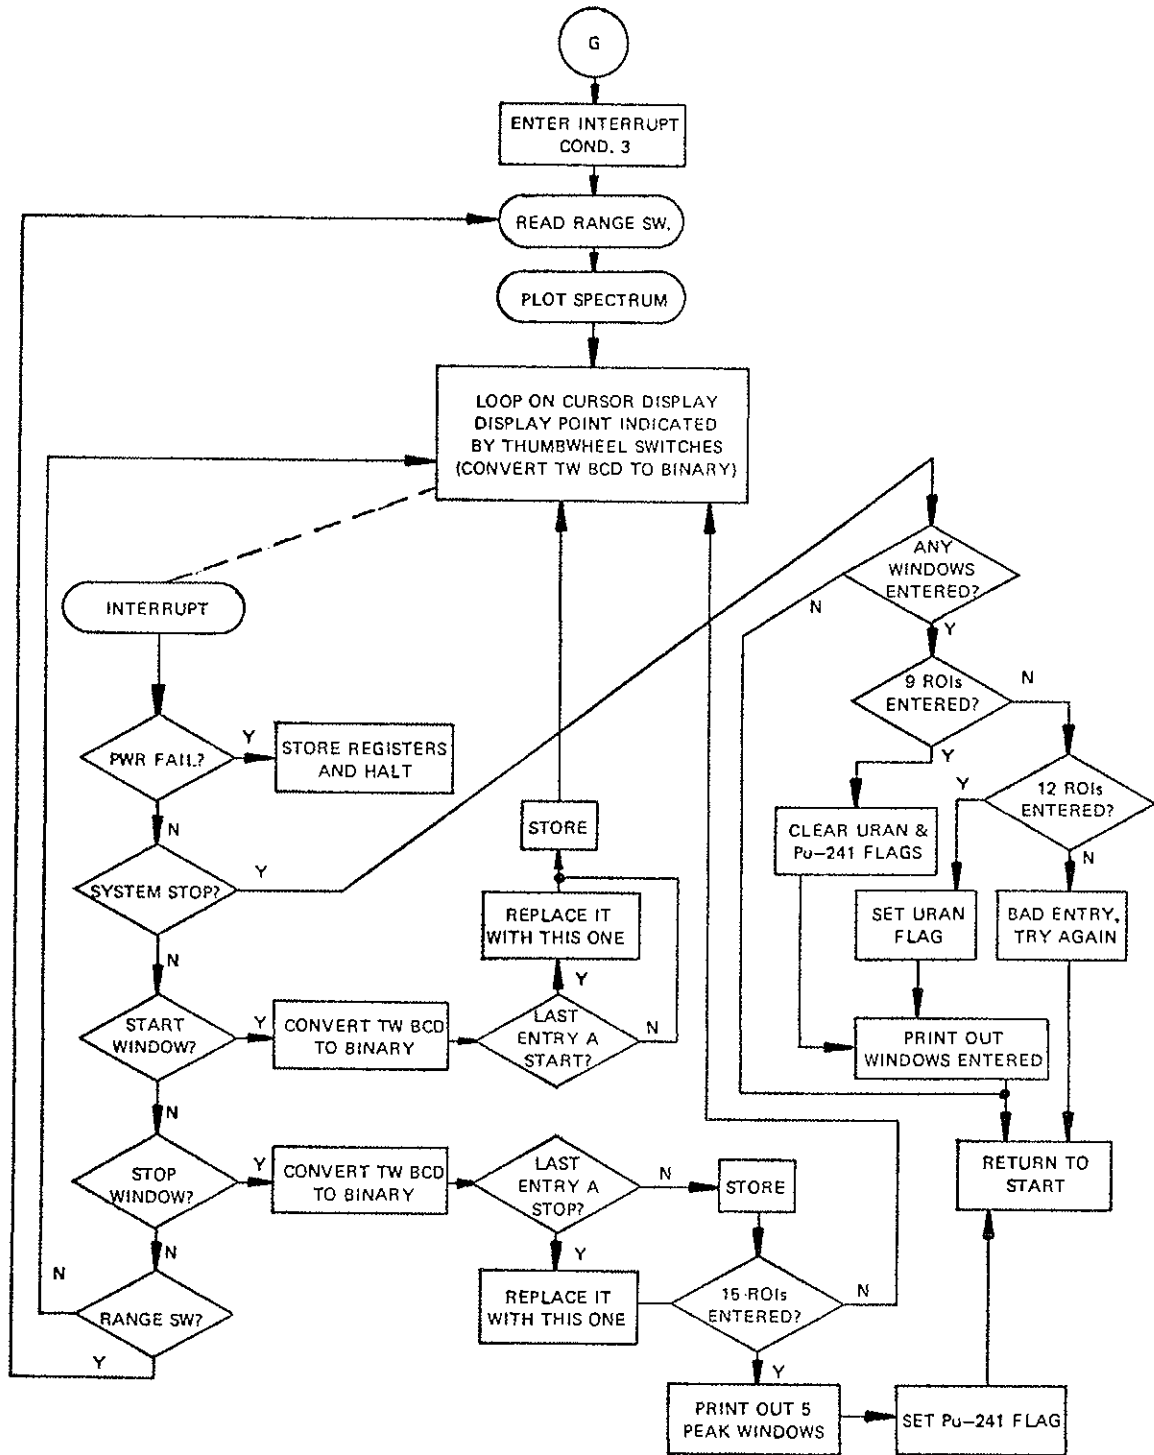 G
ENTER INTERRUPT
COND. 3
READ RANGE SW.
PLOT SPECTRUM
LOOP ON CURSOR DISPLAY
DISPLAY POINT INDICATED
BY THUMBWHEEL SWITCHES
(CONVERT TW BCD TO BINARY)
INTERRUPT
PWR FAIL?
Y
STORE REGISTERS
AND HALT
N
SYSTEM STOP?
Y
N
START
WINDOW?
Y
CONVERT TW BCD
TO BINARY
LAST
ENTRY A
START?
N
Y
REPLACE IT
WITH THIS ONE
STORE
N
STOP
WINDOW?
Y
CONVERT TW BCD
TO BINARY
LAST
ENTRY A
STOP?
N
STORE
Y
REPLACE IT
WITH THIS ONE
15 ROIs
ENTERED?
N
Y
PRINT OUT 5
PEAK WINDOWS
SET Pu-241 FLAG
N
RANGE SW?
N
Y
ANY
WINDOWS
ENTERED?
N
Y
9 ROIs
ENTERED?
N
Y
12 ROIs
ENTERED?
Y
N
CLEAR URAN &
Pu-241 FLAGS
SET URAN
FLAG
BAD ENTRY,
TRY AGAIN
PRINT OUT
WINDOWS ENTERED
RETURN TO
START